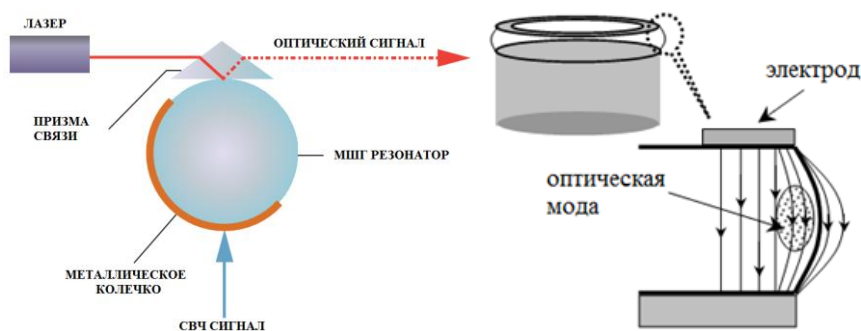 ЛАЗЕР
ОПТИЧЕСКИЙ СИГНАЛ
ПРИЗМА
СВЯЗИ
МШГ РЕЗОНАТОР
МЕТАЛЛИЧЕСКОЕ
КОЛЕЧКО
СВЧ СИГНАЛ
электрод
оптическая
мода